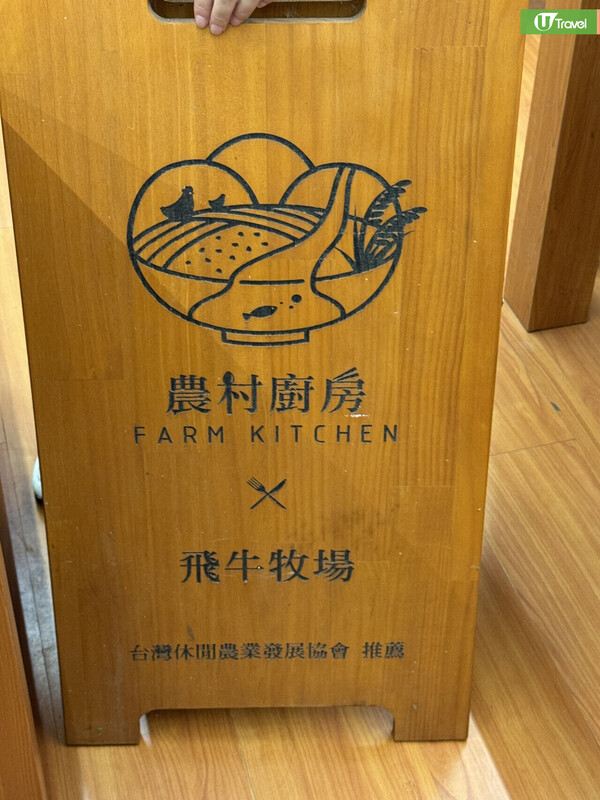 U Travel
農村廚房
FARM KITCHEN
飛牛牧場
台灣休閒農業發展協會 推薦